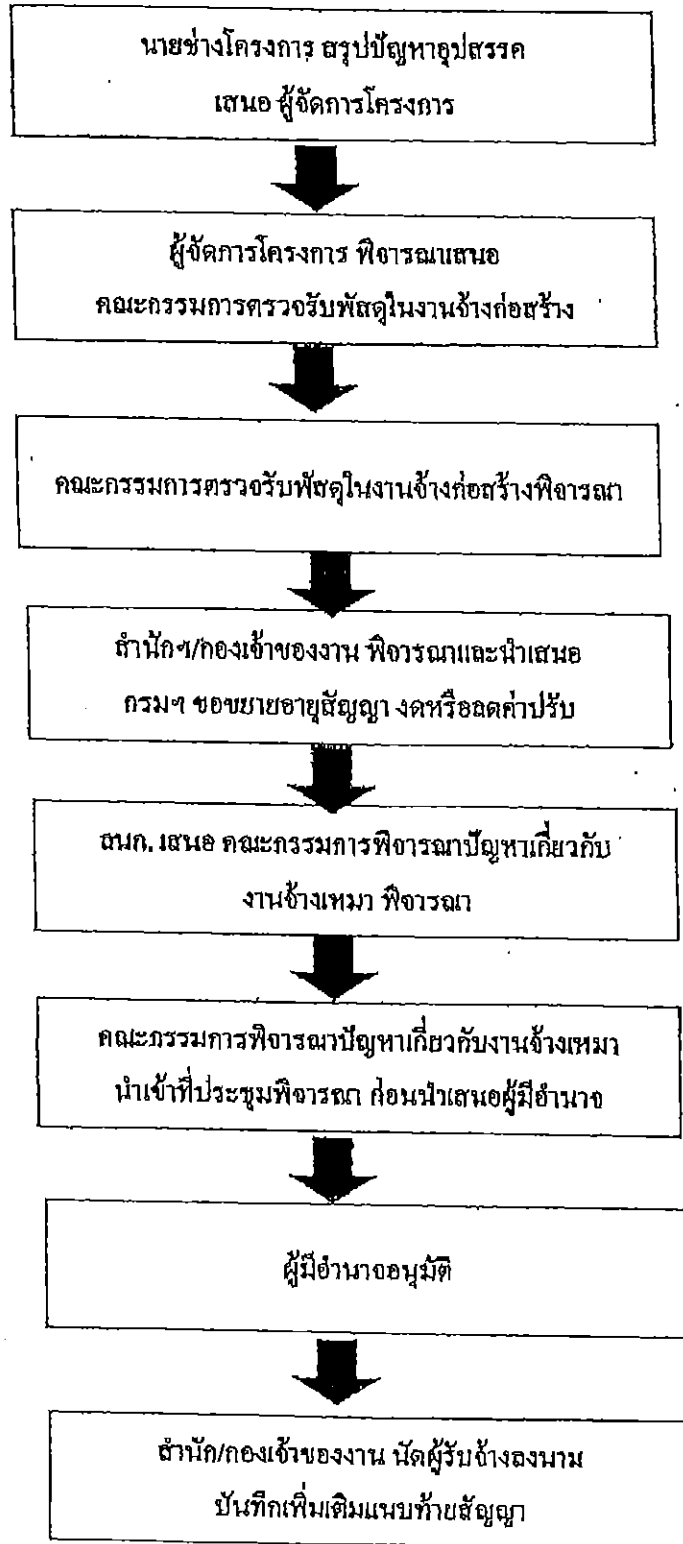 นายช่างโครงการ สรุปปัญหาอุปสรรค
เสนอ ผู้จัดการโครงการ
ผู้จัดการโครงการ พิจารณาเสนอ
คณะกรรมการตรวจรับพัสดุในงานจ้างก่อสร้าง
คณะกรรมการตรวจรับพัสดุในงานจ้างก่อสร้างพิจารณา
สำนักฯ/กองเจ้าของงาน พิจารณาและนำเสนอ
กรมฯ ขอขยายอายุสัญญา งดหรือลดค่าปรับ
สนก. เสนอ คณะกรรมการพิจารณาปัญหาเกี่ยวกับ
งานจ้างเหมา พิจารณา
คณะกรรมการพิจารณาปัญหาเกี่ยวกับงานจ้างเหมา
นำเข้าที่ประชุมพิจารณา ก่อนนำเสนอผู้มีอำนาจ
ผู้มีอำนาจอนุมัติ
สำนัก/กองเจ้าของงาน นัดผู้รับจ้างลงนาม
บันทึกเพิ่มเติมแนบท้ายสัญญา